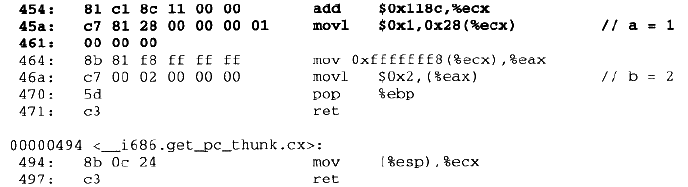 454: 81 c1 8c 11 00 00 add $0x118c,%ecx
45a: c7 81 28 00 00 00 01 movl $0x1,0x28(%ecx) // a = 1
461: 00 00 00
464: 8b 81 f8 ff ff ff mov 0xfffffff8(%ecx),%eax
46a: c7 00 02 00 00 00 movl $0x2,(%eax) // b = 2
470: 5d pop %ebp
471: c3 ret
00000494 <__i686.get_pc_thunk.cx>:
494: 8b 0c 24 mov (%esp),%ecx
497: c3 ret